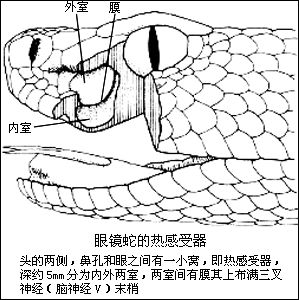 外室 膜
内室
眼镜蛇的热感受器
头的两侧，鼻孔和眼之间有一小窝，即热感受器，
深约5mm分为内外两室，两室间有膜其上布满三叉
神经（脑神经V）末梢